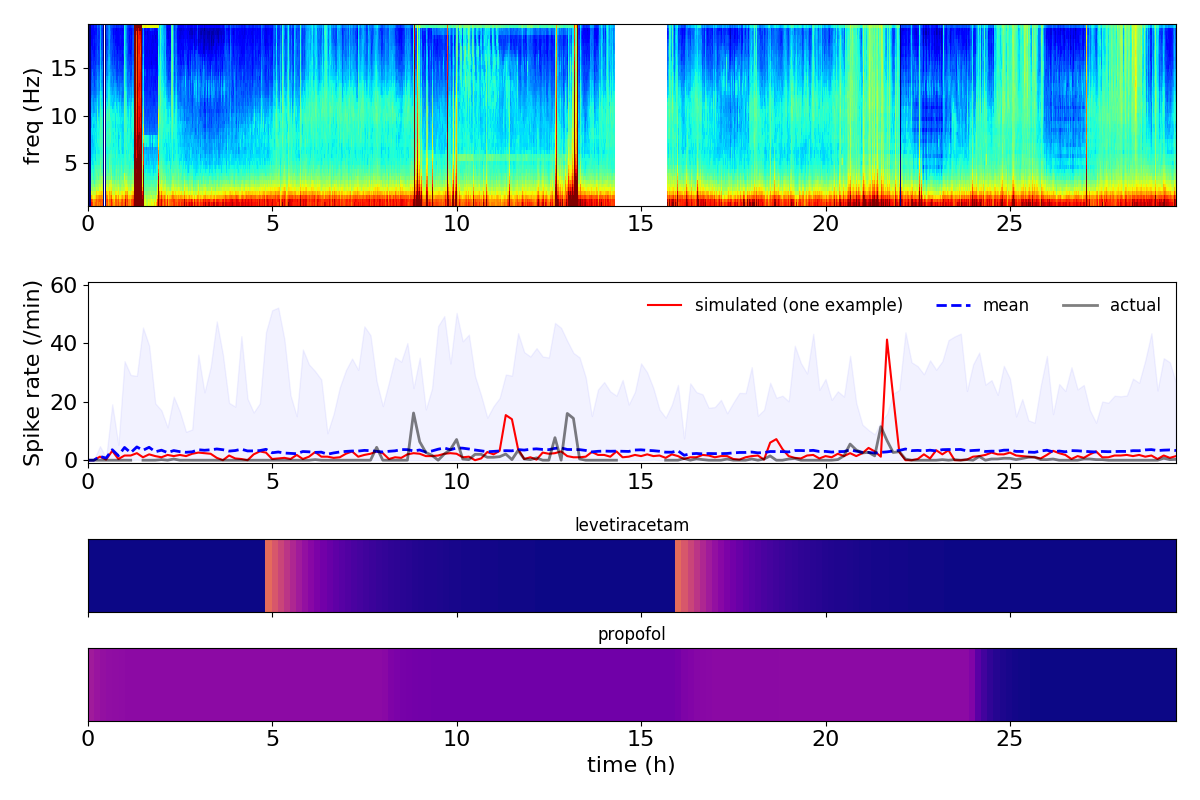 freq (Hz)
15
10
5
0 5 10 15 20 25
Spike rate (/min)
60
40
20
0
simulated (one example) mean actual
0 5 10 15 20 25
levetiracetam
propofol
0 5 10 15 20 25
time (h)